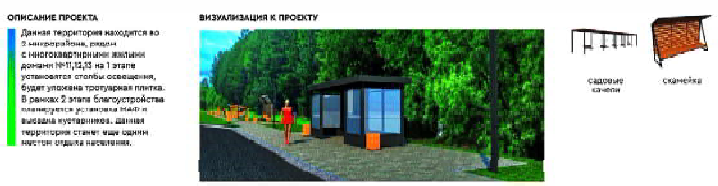 ОПИСАНИЕ ПРОЕКТА
Данная территория находится во
2 микрорайоне, рядом
с многоквартирными жилыми
домами №11,12,13 на 1 этапе
установятся столбы освещения,
будет уложена тротуарная плитка.
В рамках 2 этапа благоустройства
планируется установка МАФ и
высадка кустарников. Данная
территория станет еще одним
местом отдыха населения.
ВИЗУАЛИЗАЦИЯ К ПРОЕКТУ
садовые
качели
скамейка